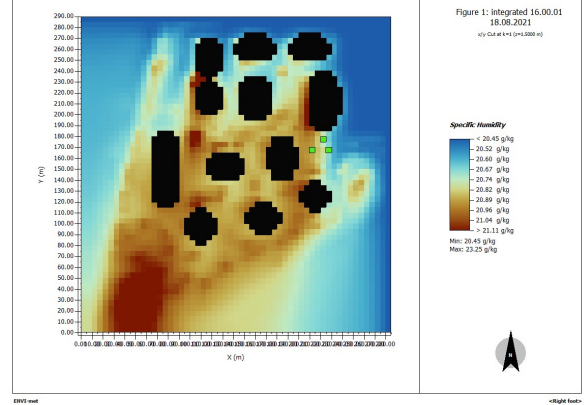 Figure 1: integrated 16.00.01
18.08.2021
x/y Cut at k=1 (z=1.5000 m)
290.00
280.00
270.00
260.00
250.00
240.00
230.00
220.00
210.00
200.00
190.00
180.00
170.00
160.00
150.00
140.00
130.00
120.00
110.00
100.00
90.00
80.00
70.00
60.00
50.00
40.00
30.00
20.00
10.00
0.00
Y (m)
X (m)
Specific Humidity
< 20.45 g/kg
20.52 g/kg
20.60 g/kg
20.67 g/kg
20.74 g/kg
20.82 g/kg
20.89 g/kg
20.96 g/kg
21.04 g/kg
> 21.11 g/kg
Min: 20.45 g/kg
Max: 23.25 g/kg
N
ENVI-met
<Right foot>